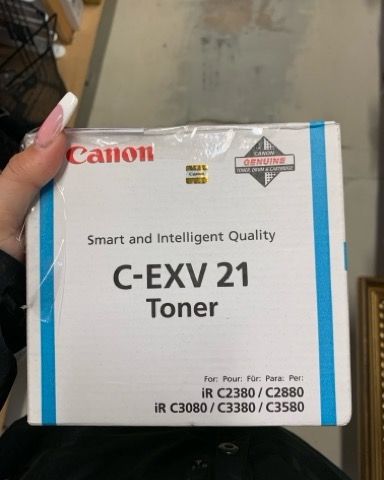 Canon
Canon
CANON
GENUINE
TONER, DRUM & CARTRIDGE
Smart and Intelligent Quality
C-EXV 21
Toner
For: Pour: Für: Para: Per:
iR C2380 / C2880
iR C3080 / C3380 / C3580